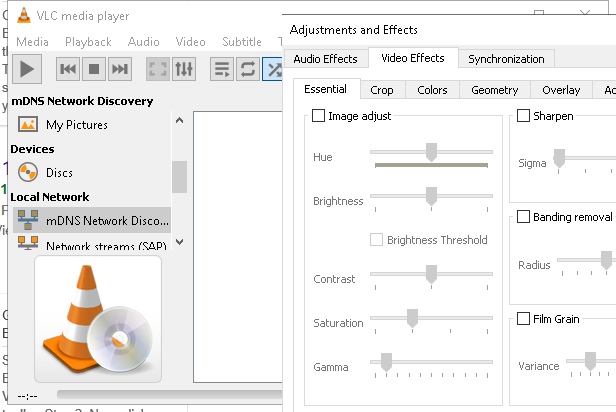 VLC media player
Media Playback Audio Video Subtitle
mDNS Network Discovery
My Pictures
Devices
Discs
Local Network
mDNS Network Disco...
Network streams (SAP)
--:--
Adjustments and Effects
Audio Effects Video Effects Synchronization
Essential Crop Colors Geometry Overlay
Image adjust
Hue
Brightness
Brightness Threshold
Contrast
Saturation
Gamma
Sharpen
Sigma
Banding removal
Radius
Film Grain
Variance